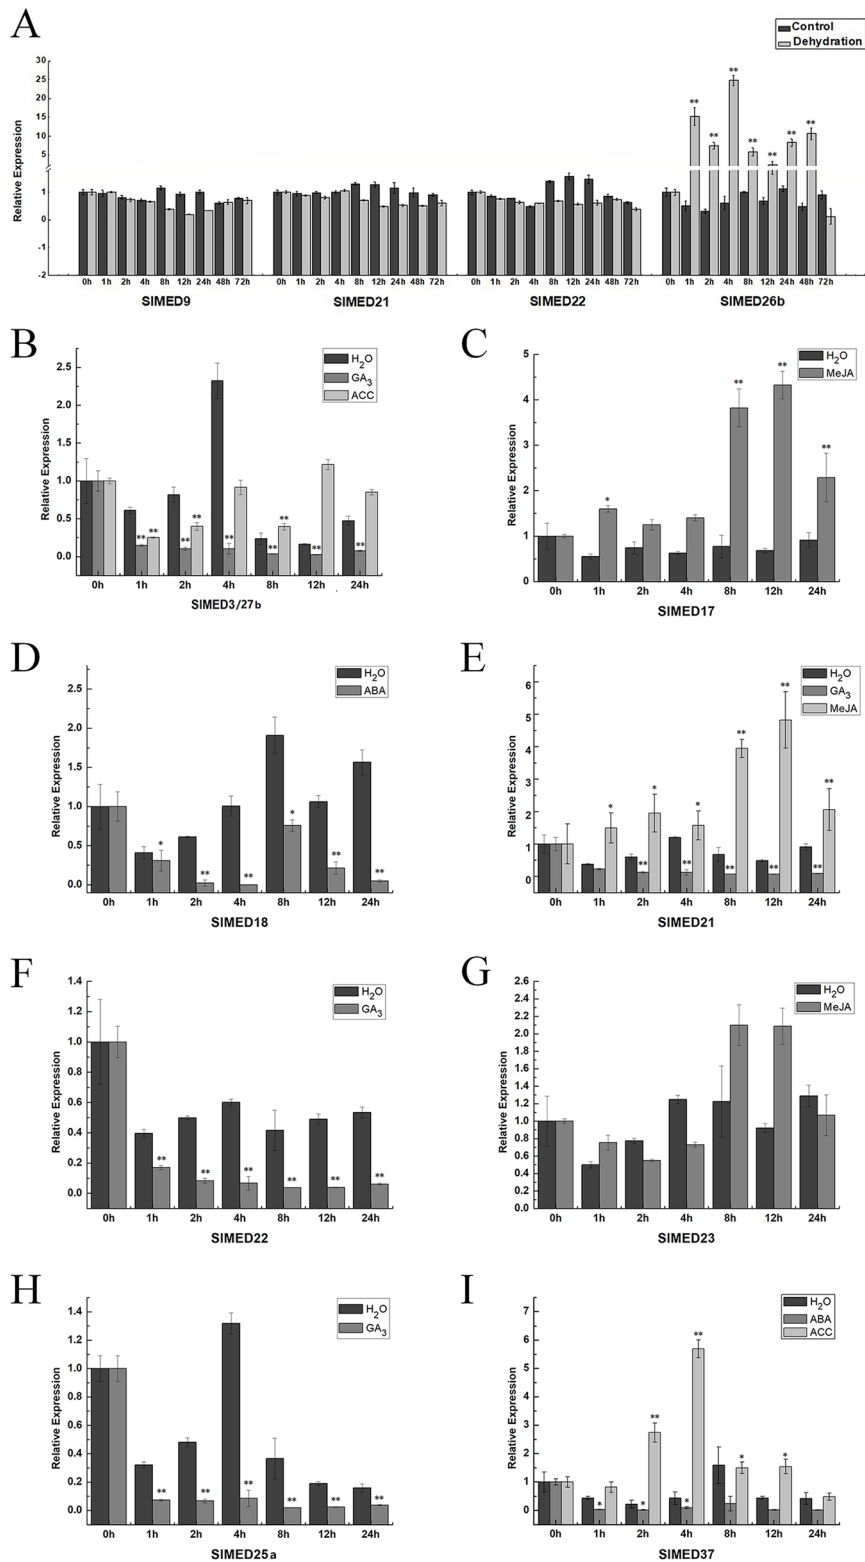 A
Control
Dehydration
Relative Expression
30
25
20
15
10
5
1
0
-1
-2
** ** ** ** ** ** **
0h 1h 2h 4h 8h 12h 24h 48h 72h 0h 1h 2h 4h 8h 12h 24h 48h 72h 0h 1h 2h 4h 8h 12h 24h 48h 72h 0h 1h 2h 4h 8h 12h 24h 48h 72h
SlMED9 SlMED21 SlMED22 SlMED26b
B
H2O
GA3
ACC
Relative Expression
2.5
2.0
1.5
1.0
0.5
0.0
** ** ** ** ** ** ** ** **
0h 1h 2h 4h 8h 12h 24h
SlMED3/27b
C
H2O
MeJA
Relative Expression
5
4
3
2
1
0
* ** ** **
0h 1h 2h 4h 8h 12h 24h
SlMED17
D
H2O
ABA
Relative Expression
2.5
2.0
1.5
1.0
0.5
0.0
* ** ** * ** **
0h 1h 2h 4h 8h 12h 24h
SlMED18
E
H2O
GA3
MeJA
Relative Expression
6
5
4
3
2
1
0
* ** * ** * ** ** ** ** ** **
0h 1h 2h 4h 8h 12h 24h
SlMED21
F
H2O
GA3
Relative Expression
1.4
1.2
1.0
0.8
0.6
0.4
0.2
0.0
** ** ** ** ** **
0h 1h 2h 4h 8h 12h 24h
SlMED22
G
H2O
MeJA
Relative Expression
2.6
2.4
2.2
2.0
1.8
1.6
1.4
1.2
1.0
0.8
0.6
0.4
0.2
0.0
0h 1h 2h 4h 8h 12h 24h
SlMED23
H
H2O
GA3
Relative Expression
1.4
1.2
1.0
0.8
0.6
0.4
0.2
0.0
** ** ** ** ** **
0h 1h 2h 4h 8h 12h 24h
SlMED25a
I
H2O
ABA
ACC
Relative Expression
7
6
5
4
3
2
1
0
* * ** * ** * *
0h 1h 2h 4h 8h 12h 24h
SlMED37